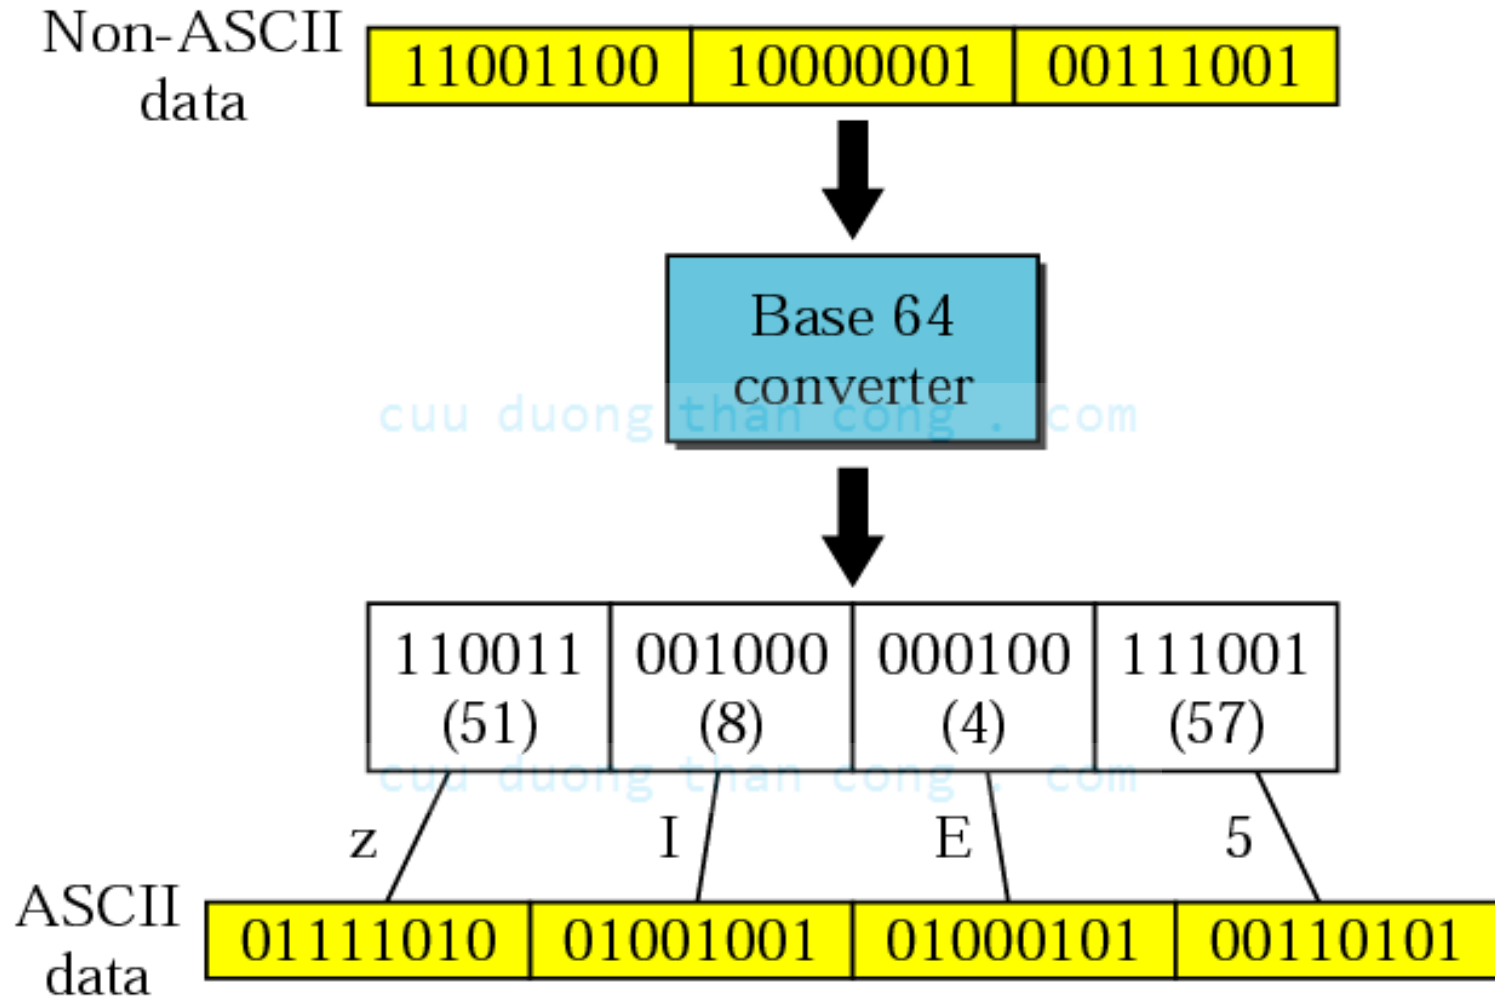 Non-ASCII
data
11001100 10000001 00111001
Base 64
converter
cuu duong than cong . com
110011 001000 000100 111001
(51) (8) (4) (57)
cuu duong than cong . com
z I E 5
ASCII
data
01111010 01001001 01000101 00110101